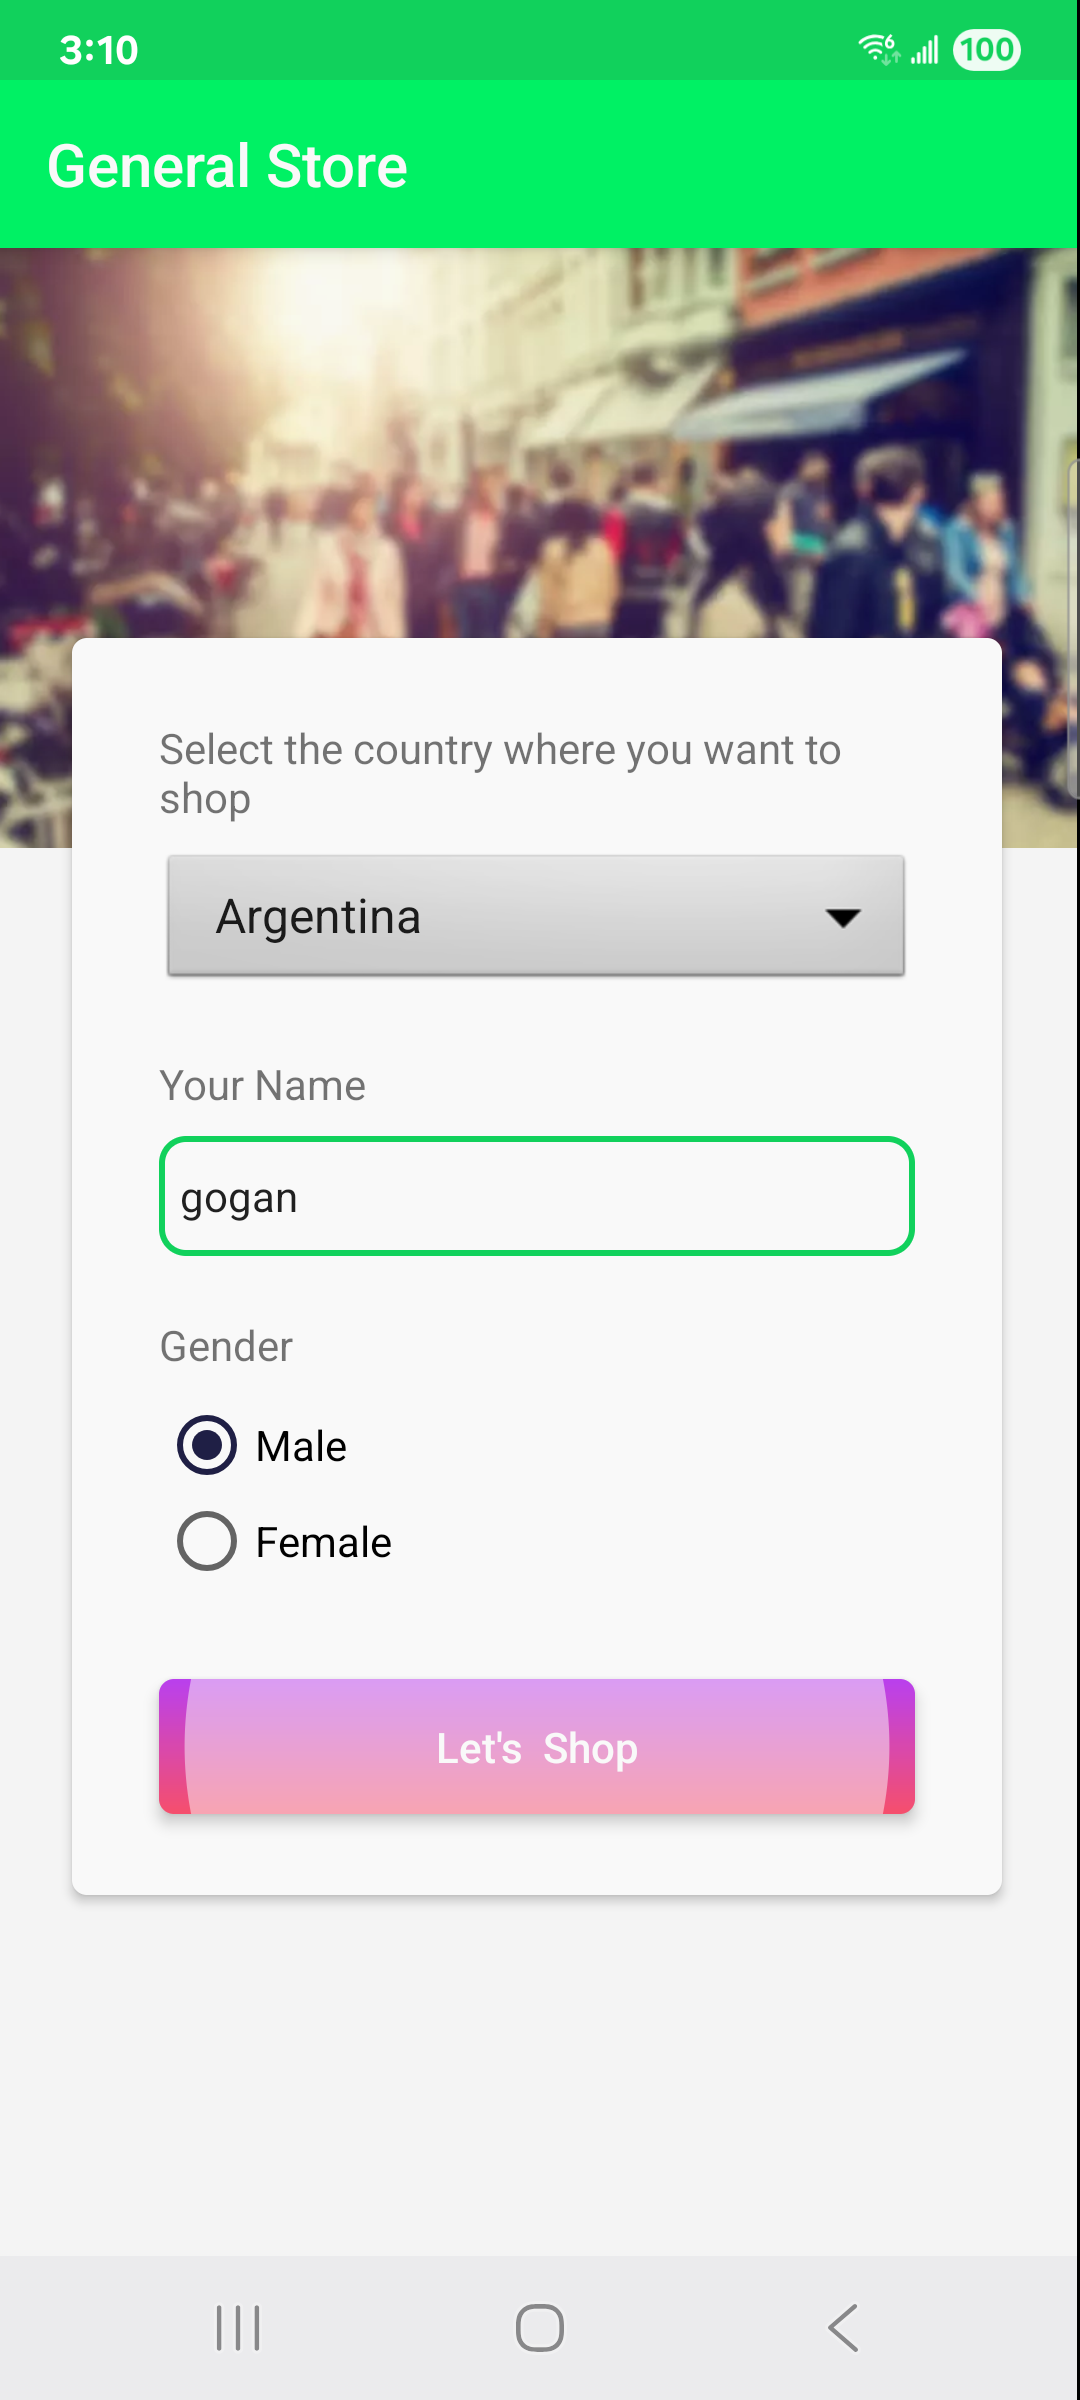 3:10
6
100
General Store
Select the country where you want to
shop
Argentina
Your Name
gogan
Gender
Male
Female
Let's Shop